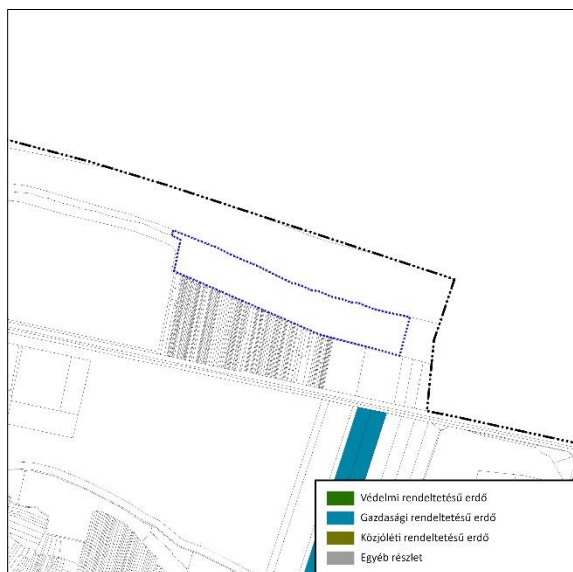 Védelmi rendeltetésű erdő
Gazdasági rendeltetésű erdő
Közjóléti rendeltetésű erdő
Egyéb részlet